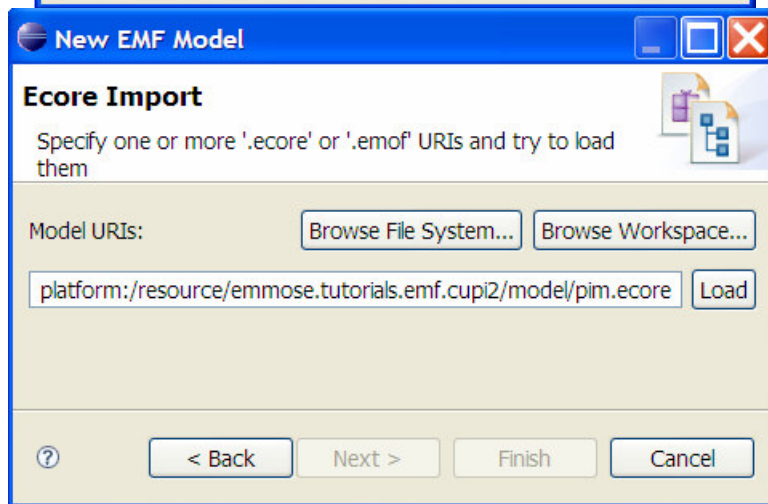 New EMF Model
Ecore Import
Specify one or more '.ecore' or '.emof' URIs and try to load
them
Model URIs:
Browse File System...
Browse Workspace...
platform:/resource/emmose.tutorials.emf.cupi2/model/pim.ecore
Load
?
< Back
Next >
Finish
Cancel